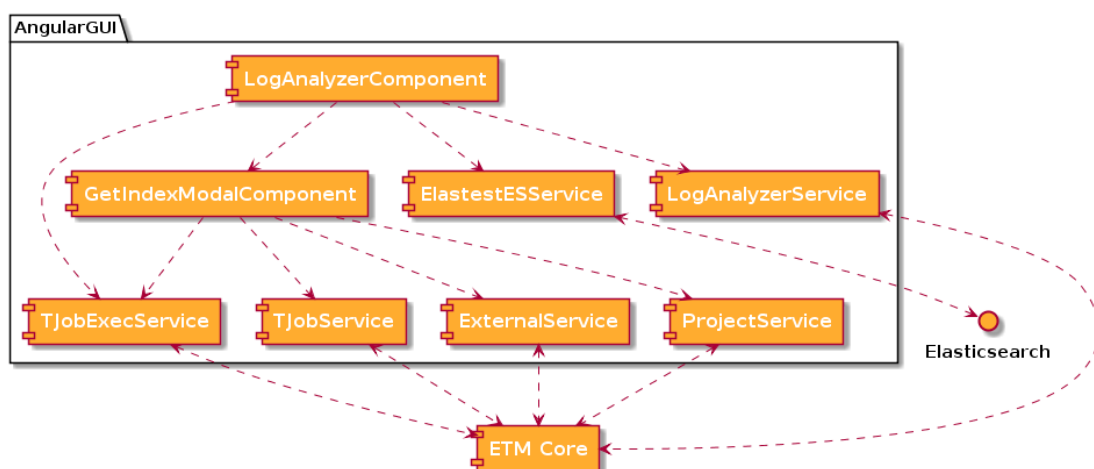 AngularGUI
LogAnalyzerComponent
GetIndexModalComponent
ElastestESService
LogAnalyzerService
TJobExecService
TJobService
ExternalService
ProjectService
Elasticsearch
ETM Core